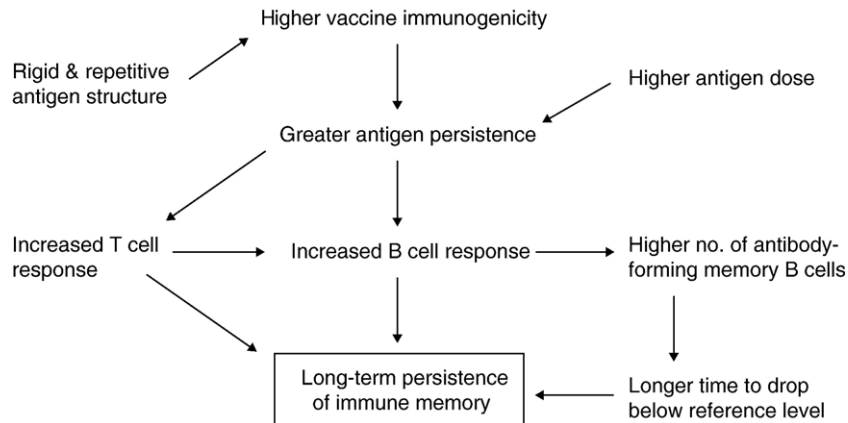 Higher vaccine immunogenicity
Rigid & repetitive
antigen structure
Higher antigen dose
Greater antigen persistence
Increased T cell
response
Increased B cell response
Higher no. of antibody-
forming memory B cells
Long-term persistence
of immune memory
Longer time to drop
below reference level